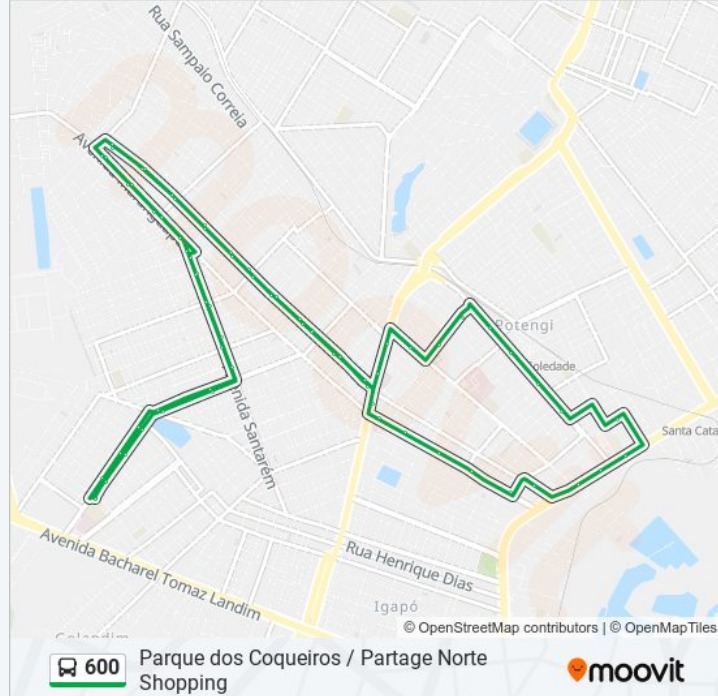 Rua Sampaio Correia
Potengi
Soledade
Santa Cata
Avenida Santarém
Avenida Bacharel Tomaz Landim
Rua Henrique Dias
Igapó
© OpenStreetMap contributors | © OpenMapTiles
600
Parque dos Coqueiros / Partage Norte
Shopping
moovit